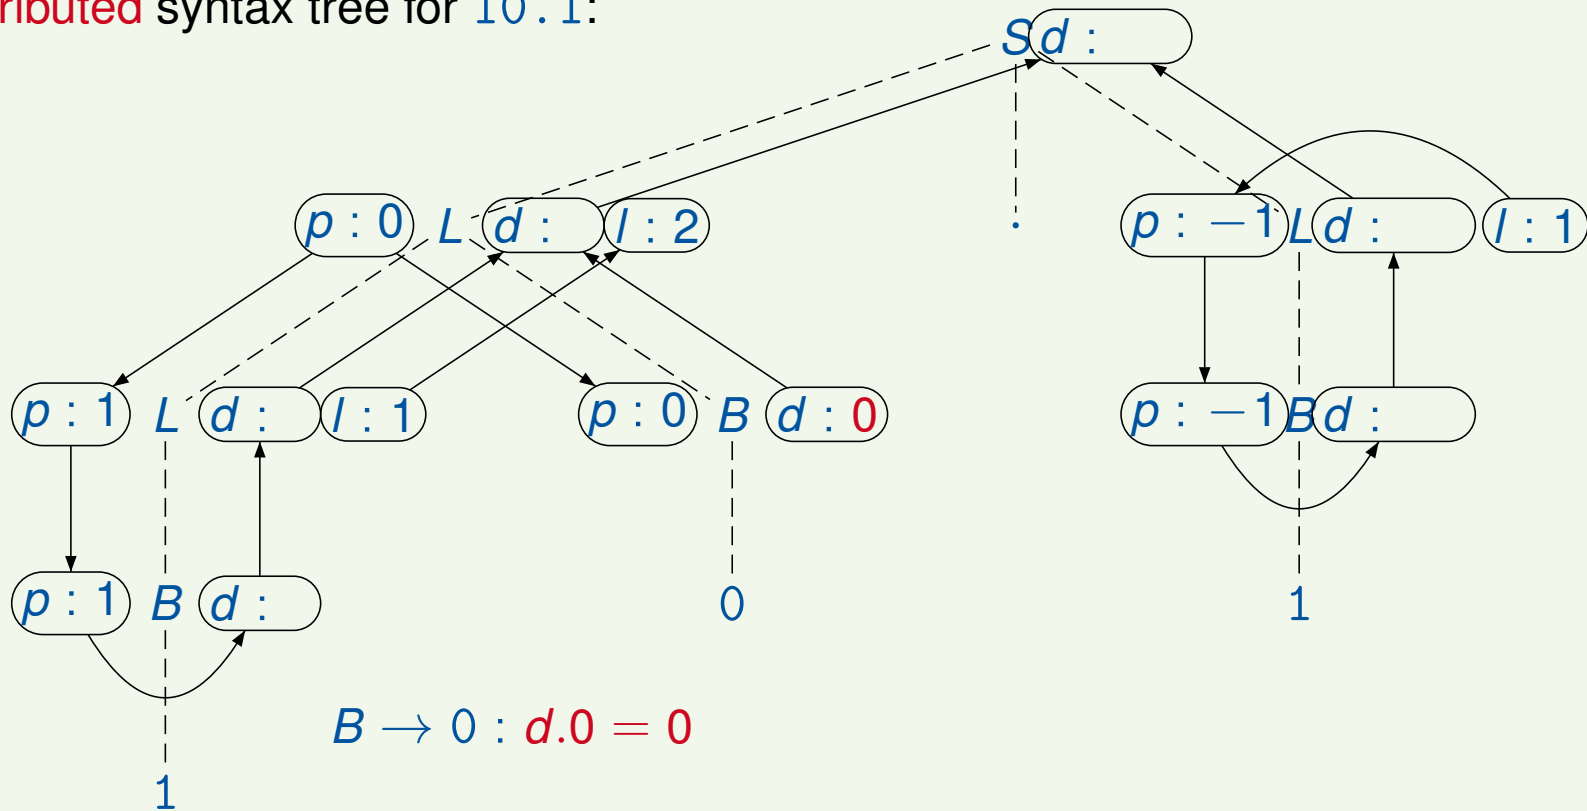 ributed syntax tree for 10.1:
S d :
p : 0 L d : l : 2 . p : −1 L d : l : 1
p : 1 L d : l : 1 p : 0 B d : 0 p : −1 B d :
p : 1 B d : 0 1
B → 0 : d.0 = 0
1